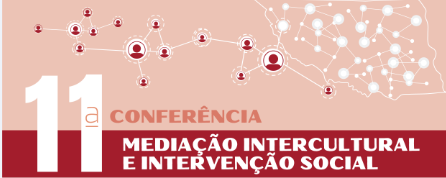 11ª CONFERÊNCIA
MEDIAÇÃO INTERCULTURAL
E INTERVENÇÃO SOCIAL